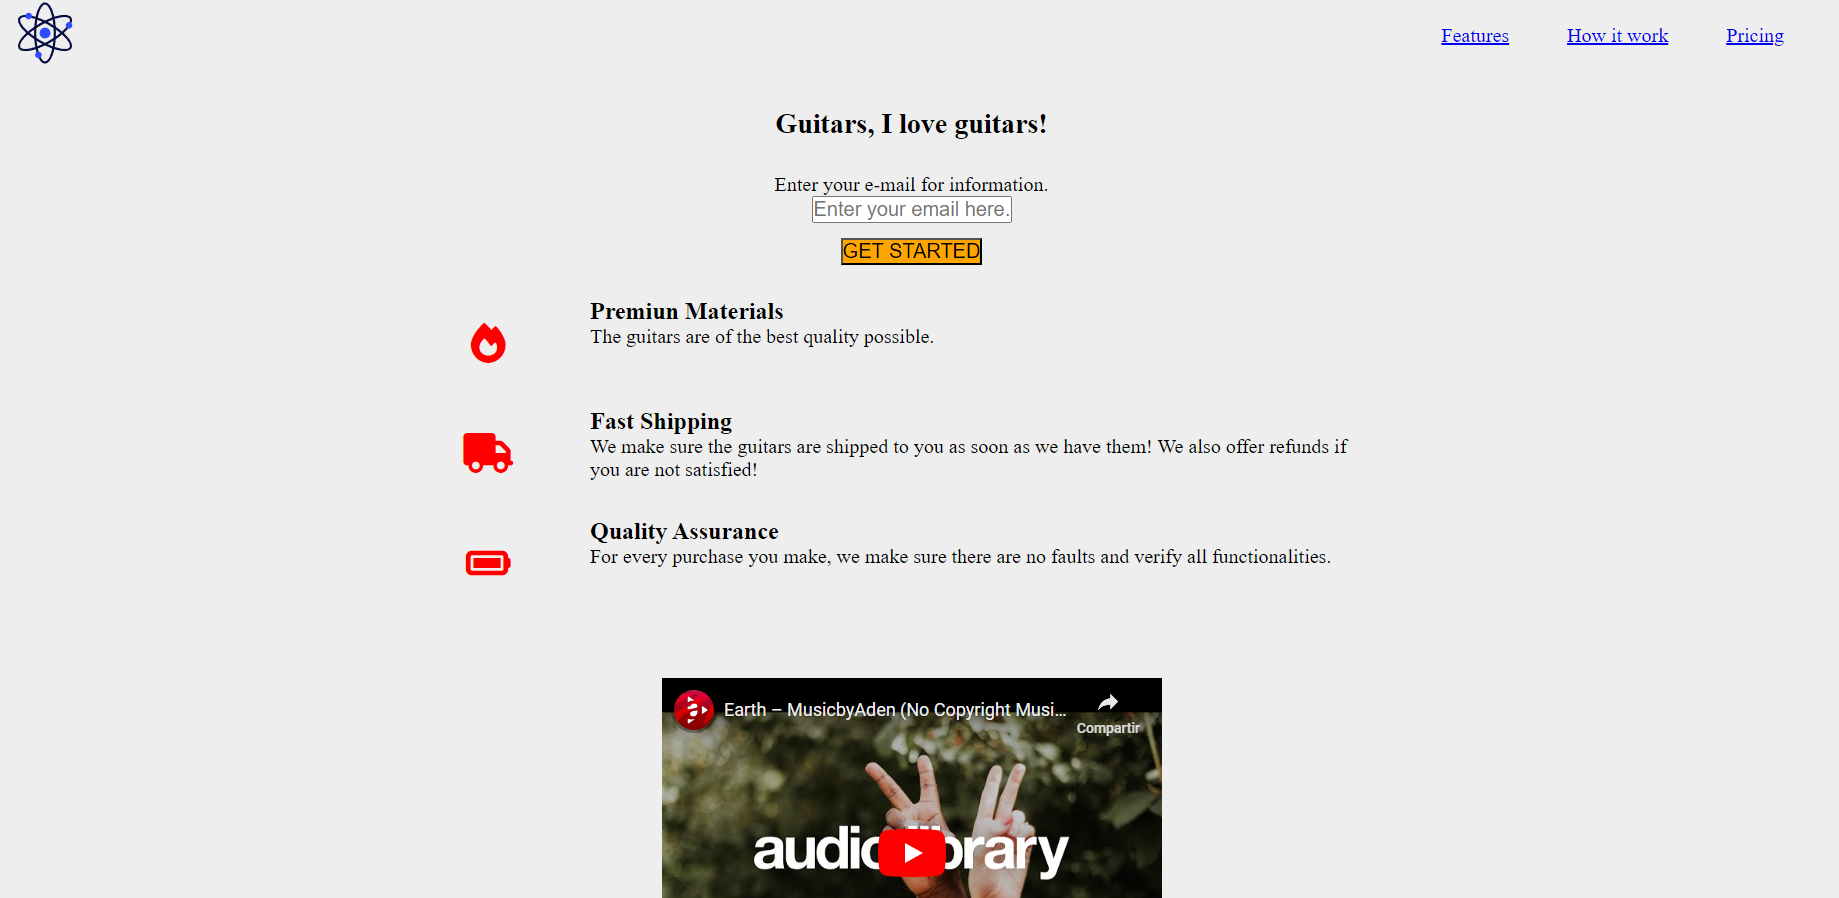 Features How it work Pricing
Guitars, I love guitars!
Enter your e-mail for information.
Enter your email here.
GET STARTED
Premiun Materials
The guitars are of the best quality possible.
Fast Shipping
We make sure the guitars are shipped to you as soon as we have them! We also offer refunds if
you are not satisfied!
Quality Assurance
For every purchase you make, we make sure there are no faults and verify all functionalities.
Earth – MusicbyAden (No Copyright Musi...
Compartir